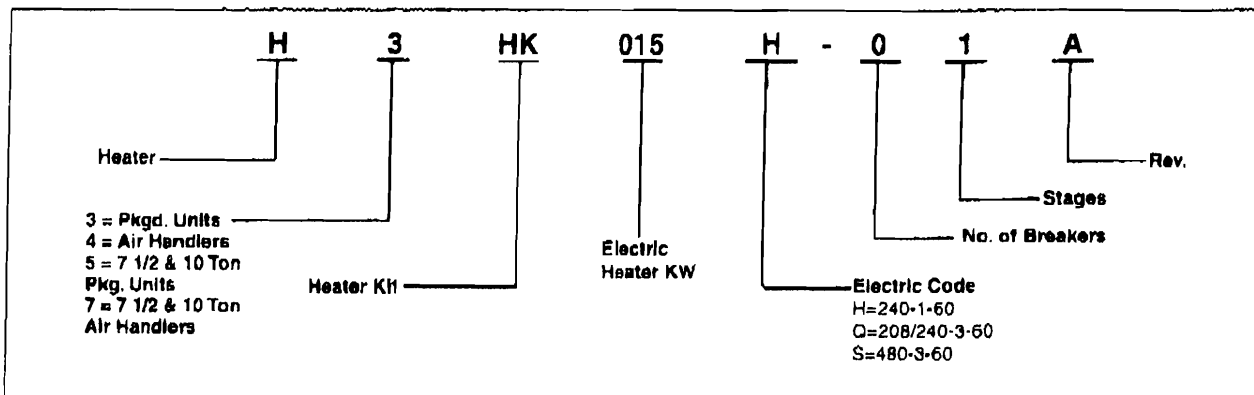 H 3 HK 015 H - 0 1 A
Heater
Rev.
3 = Pkgd. Units
4 = Air Handlers
5 = 7 1/2 & 10 Ton
Pkg. Units
7 = 7 1/2 & 10 Ton
Air Handlers
Heater Kit
Electric
Heater KW
Stages
No. of Breakers
Electric Code
H=240-1-60
Q=208/240-3-60
S=480-3-60